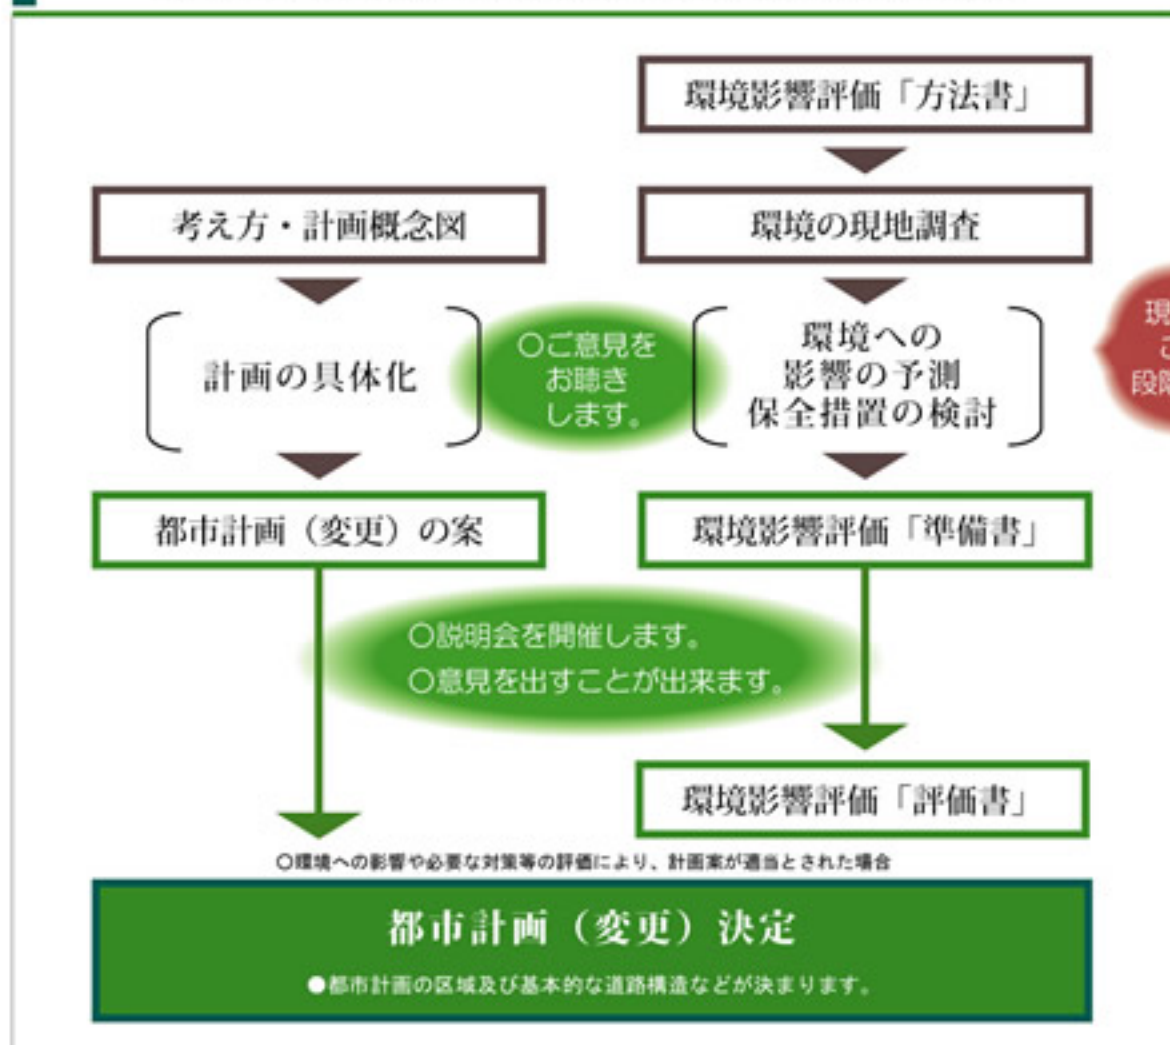 環境影響評価「方法書」
考え方・計画概念図
環境の現地調査
計画の具体化
○ご意見を
お聴き
します。
環境への
影響の予測
保全措置の検討
現
こ
段階
都市計画（変更）の案
環境影響評価「準備書」
○説明会を開催します。
○意見を出すことが出来ます。
環境影響評価「評価書」
○環境への影響や必要な対策等の評価により、計画案が適当とされた場合
都市計画（変更）決定
●都市計画の区域及び基本的な道路構造などが決まります。